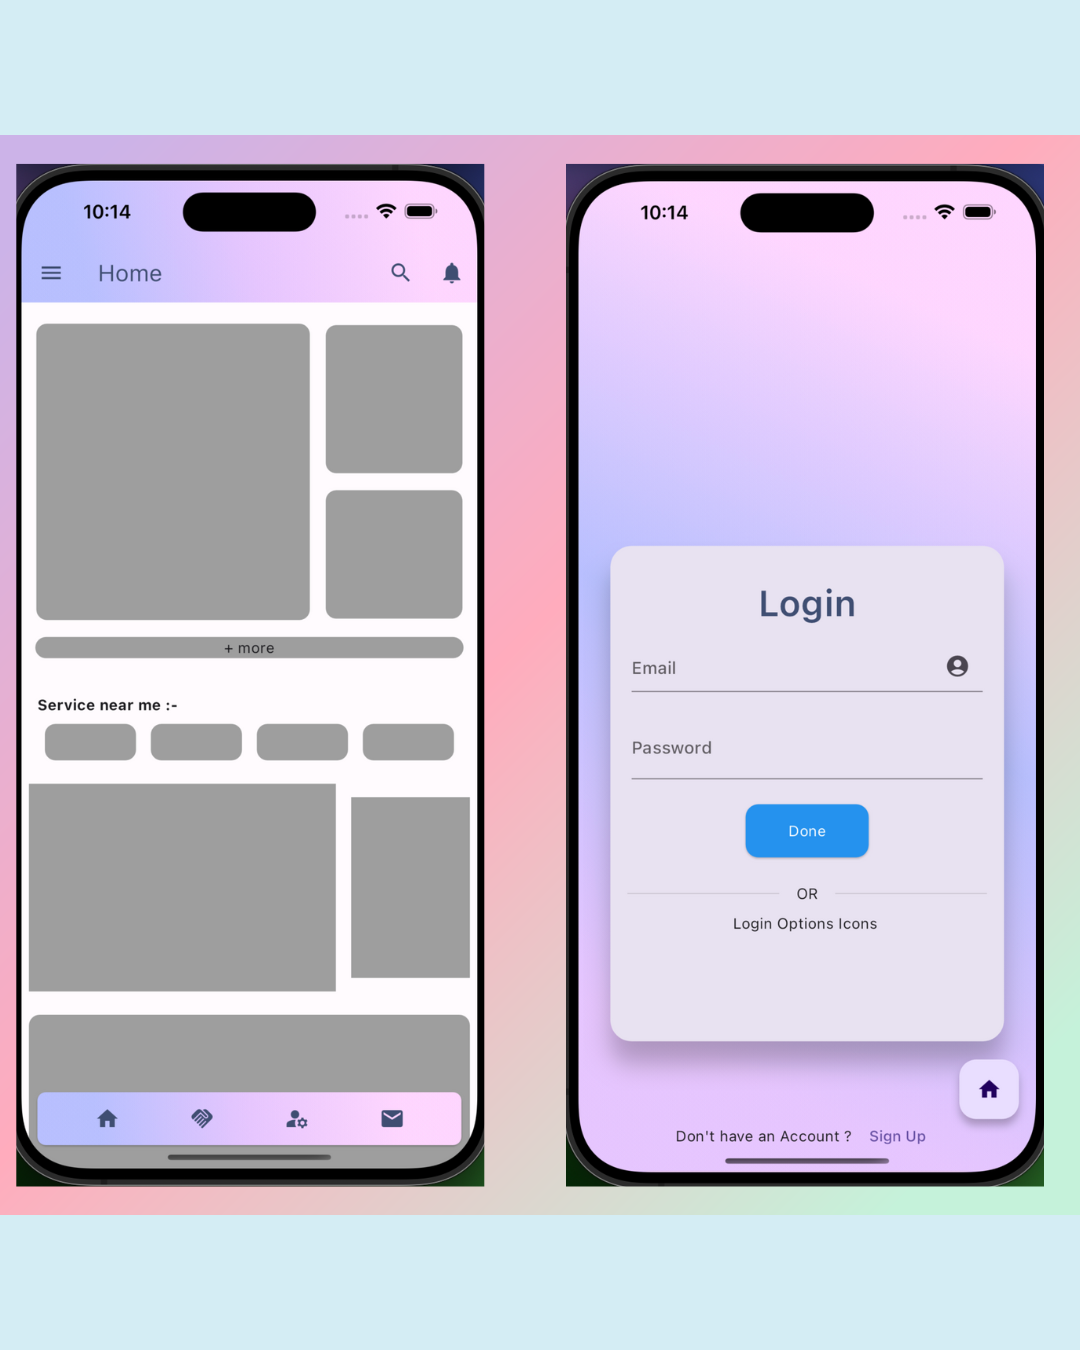 10:14
Home
+ more
Service near me :-
10:14
Login
Email
Password
Done
OR
Login Options Icons
Don't have an Account ? Sign Up